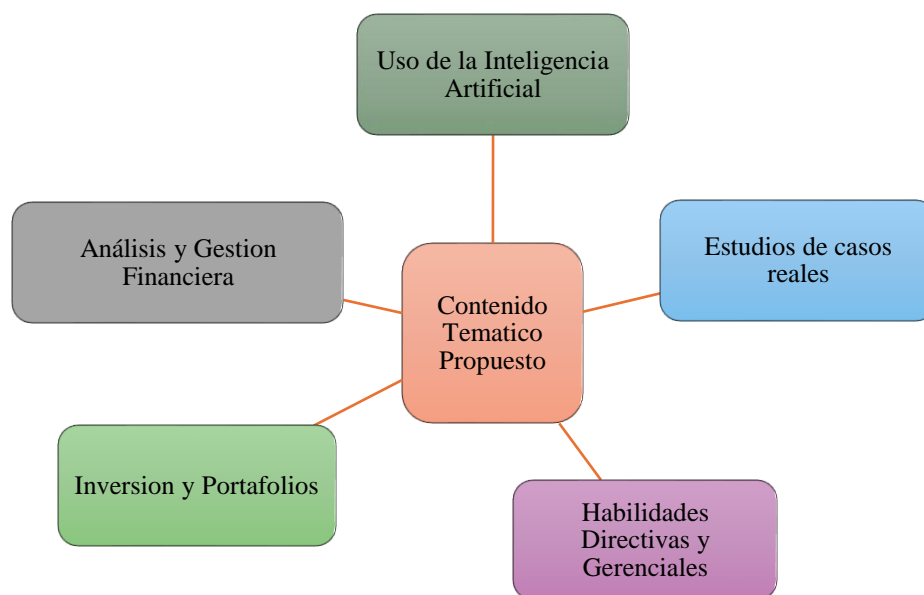 Uso de la Inteligencia
Artificial
Análisis y Gestion
Financiera
Estudios de casos
reales
Contenido
Tematico
Propuesto
Inversion y Portafolios
Habilidades
Directivas y
Gerenciales